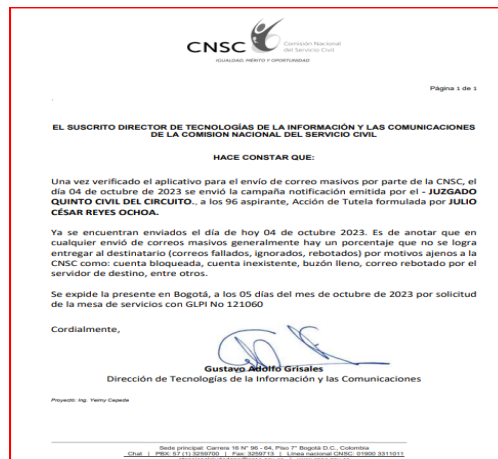 CNSC
Comisión Nacional
del Servicio Civil
IGUALDAD, MÉRITO Y OPORTUNIDAD
Página 1 de 1
EL SUSCRITO DIRECTOR DE TECNOLOGÍAS DE LA INFORMACIÓN Y LAS COMUNICACIONES
DE LA COMISION NACIONAL DEL SERVICIO CIVIL
HACE CONSTAR QUE:
Una vez verificado el aplicativo para el envío de correo masivos por parte de la CNSC, el
día 04 de octubre de 2023 se envió la campaña notificación emitida por el - JUZGADO
QUINTO CIVIL DEL CIRCUITO., a los 96 aspirante, Acción de Tutela formulada por JULIO
CÉSAR REYES OCHOA.
Ya se encuentran enviados el día de hoy 04 de octubre 2023. Es de anotar que en
cualquier envió de correos masivos generalmente hay un porcentaje que no se logra
entregar al destinatario (correos fallados, ignorados, rebotados) por motivos ajenos a la
CNSC como: cuenta bloqueada, cuenta inexistente, buzón lleno, correo rebotado por el
servidor de destino, entre otros.
Se expide la presente en Bogotá, a los 05 días del mes de octubre de 2023 por solicitud
de la mesa de servicios con GLPI No 121060
Cordialmente,
Gustavo Adolfo Grisales
Dirección de Tecnologías de la Información y las Comunicaciones
Proyectó: Ing. Yeimy Cepeda
Sede principal: Carrera 16 N° 96 - 64, Piso 7° Bogotá D.C., Colombia
Chat | PBX: 57 (1) 3259700 | Fax: 3259713 | Línea nacional CNSC: 01900 3311011